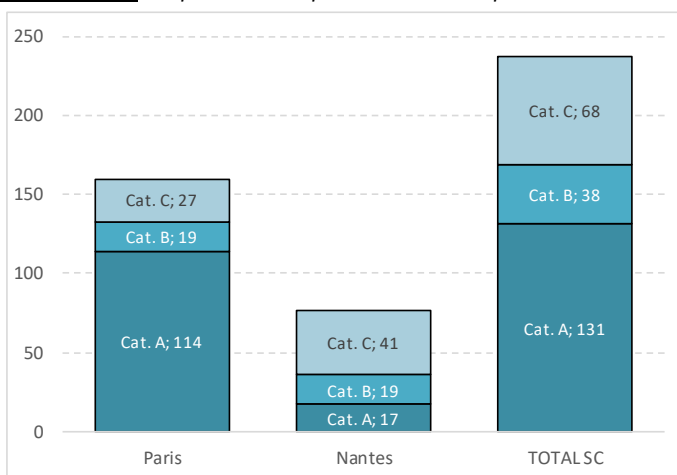 250
200
150
100
50
0
Cat. C; 27
Cat. B; 19
Cat. A; 114
Cat. C; 41
Cat. B; 19
Cat. A; 17
Cat. C; 68
Cat. B; 38
Cat. A; 131
Paris
Nantes
TOTAL SC